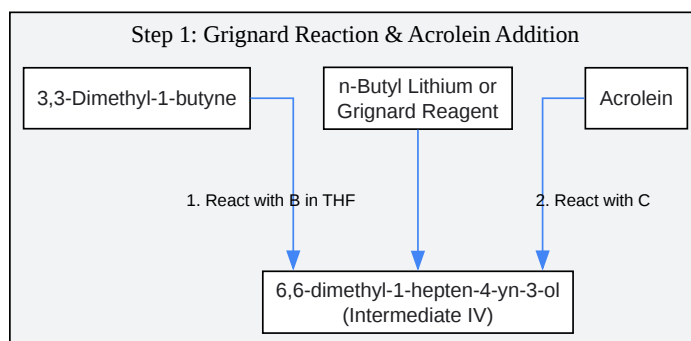 Step 1: Grignard Reaction & Acrolein Addition
3,3-Dimethyl-1-butyne
n-Butyl Lithium or
Grignard Reagent
Acrolein
1. React with B in THF
2. React with C
6,6-dimethyl-1-hepten-4-yn-3-ol
(Intermediate IV)